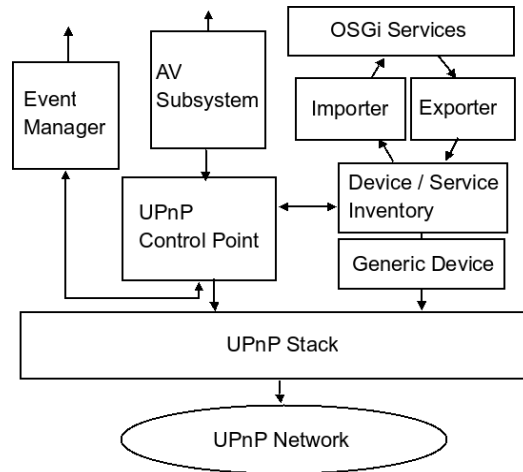 OSGi Services
AV
Subsystem
Event
Manager
Importer
Exporter
Device / Service
Inventory
UPnP
Control Point
Generic Device
UPnP Stack
UPnP Network